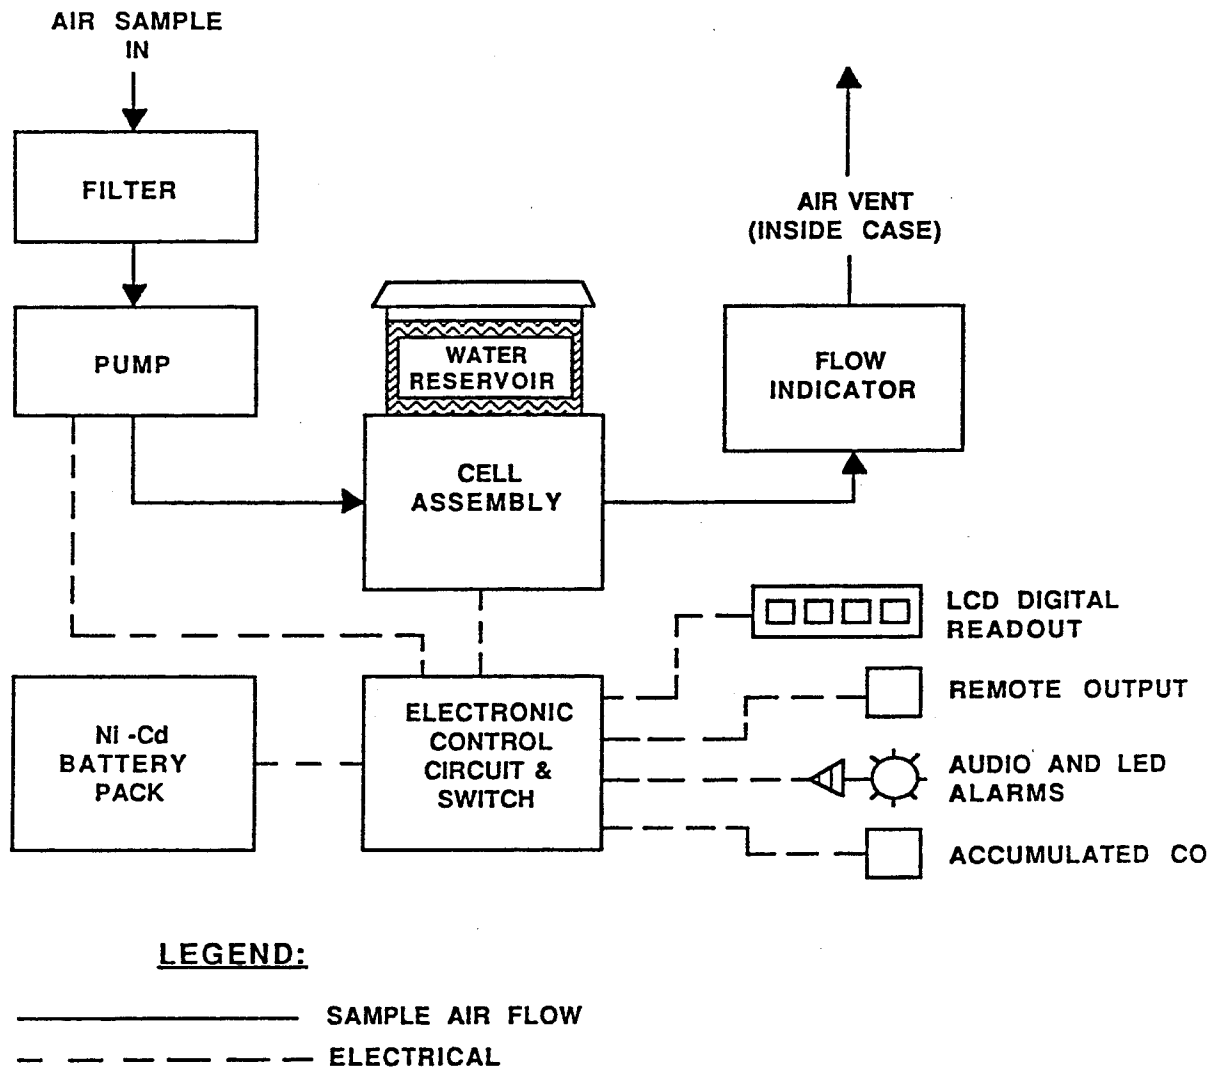 AIR SAMPLE
IN
FILTER
PUMP
WATER
RESERVOIR
CELL
ASSEMBLY
AIR VENT
(INSIDE CASE)
FLOW
INDICATOR
LCD DIGITAL
READOUT
REMOTE OUTPUT
AUDIO AND LED
ALARMS
ACCUMULATED CO
Ni -Cd
BATTERY
PACK
ELECTRONIC
CONTROL
CIRCUIT &
SWITCH
LEGEND:
SAMPLE AIR FLOW
ELECTRICAL